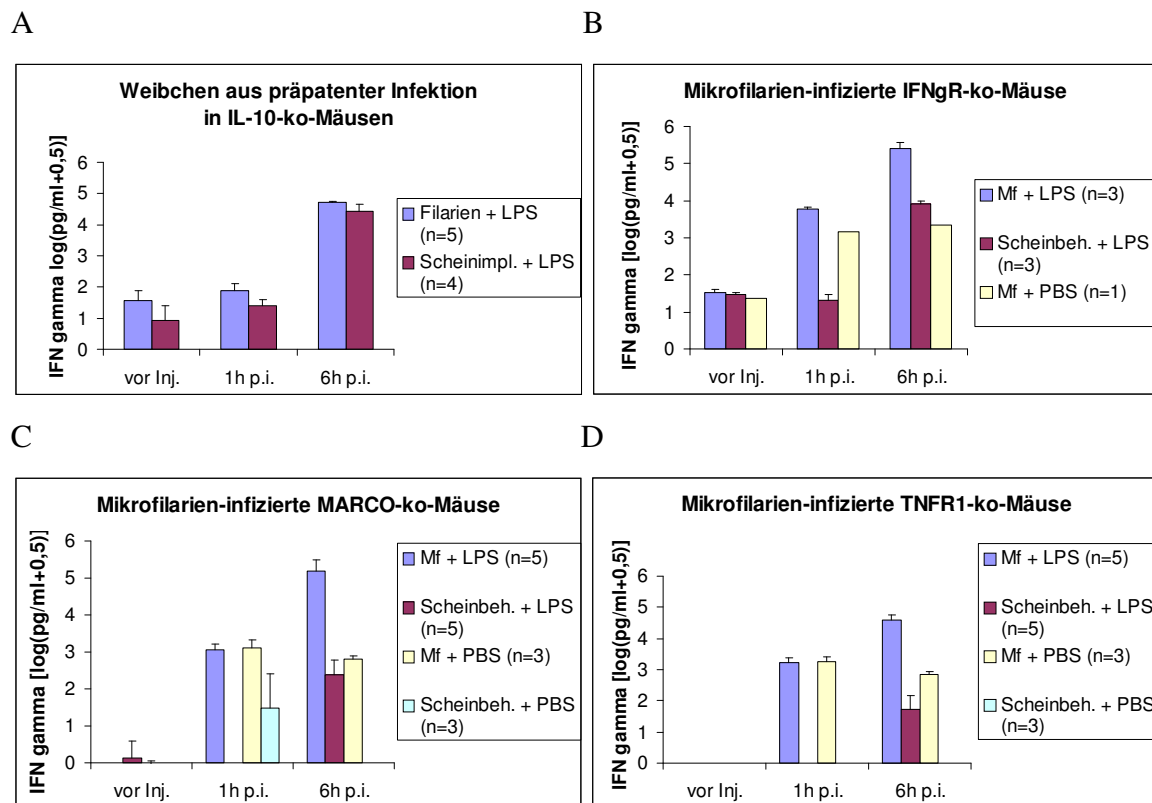 A
B
Weibchen aus präpatenter Infektion
in IL-10-ko-Mäusen
IFN gamma log(pg/ml+0,5)]
6
5
4
3
2
1
0
vor Inj. 1h p.i. 6h p.i.
Filarien + LPS
(n=5)
Scheinimpl. + LPS
(n=4)
Mikrofilarien-infizierte IFNgR-ko-Mäuse
IFN gamma [log(pg/ml+0,5)]
6
5
4
3
2
1
0
vor Inj. 1h p.i. 6h p.i.
Mf + LPS (n=3)
Scheinbeh. + LPS
(n=3)
Mf + PBS (n=1)
C
D
Mikrofilarien-infizierte MARCO-ko-Mäuse
IFN gamma [log(pg/ml+0,5)]
6
5
4
3
2
1
0
vor Inj. 1h p.i. 6h p.i.
Mf + LPS (n=5)
Scheinbeh. + LPS
(n=5)
Mf + PBS (n=3)
Scheinbeh. + PBS
(n=3)
Mikrofilarien-infizierte TNFR1-ko-Mäuse
IFN gamma [log(pg/ml+0,5)]
6
5
4
3
2
1
0
vor Inj. 1h p.i. 6h p.i.
Mf + LPS (n=5)
Scheinbeh. + LPS
(n=5)
Mf + PBS (n=3)
Scheinbeh. + PBS
(n=3)